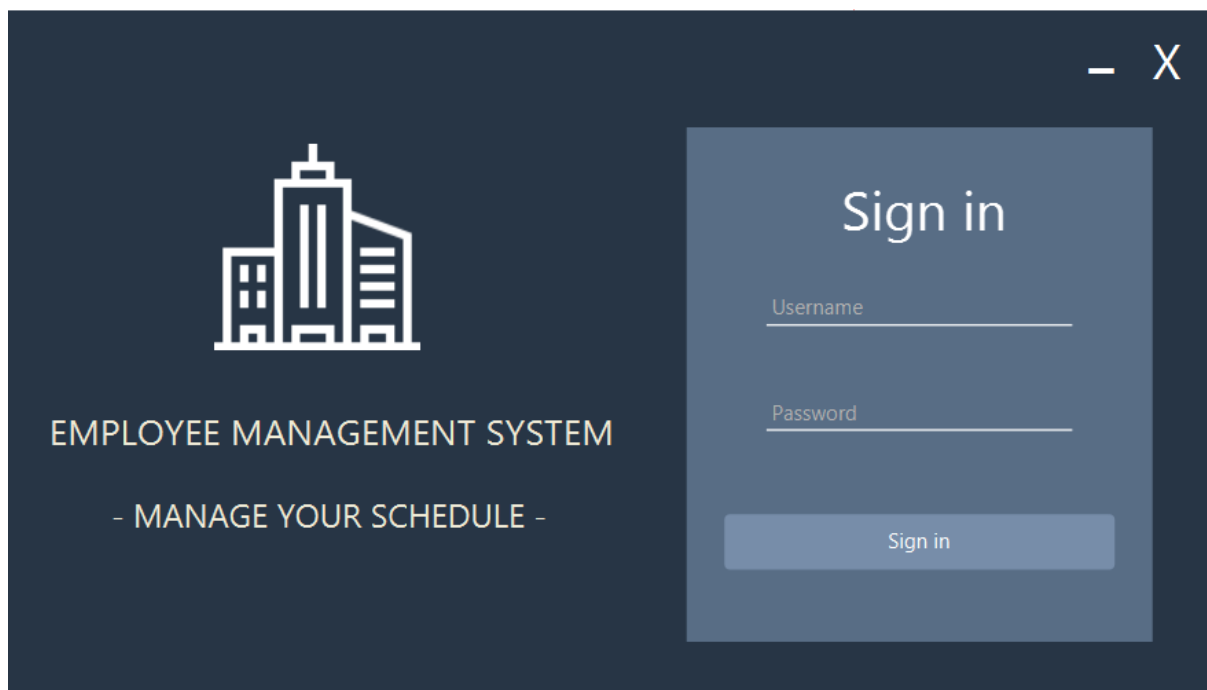 _ X
EMPLOYEE MANAGEMENT SYSTEM
- MANAGE YOUR SCHEDULE -
Sign in
Username
Password
Sign in